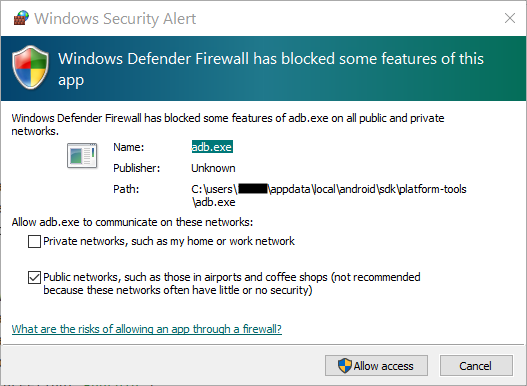 Windows Security Alert
Windows Defender Firewall has blocked some features of this
app
Windows Defender Firewall has blocked some features of adb.exe on all public and private
networks.
Name: adb.exe
Publisher: Unknown
Path: C:\users\ \appdata\local\android\sdk\platform-tools
\adb.exe
Allow adb.exe to communicate on these networks:
Private networks, such as my home or work network
Public networks, such as those in airports and coffee shops (not recommended
because these networks often have little or no security)
What are the risks of allowing an app through a firewall?
Allow access Cancel